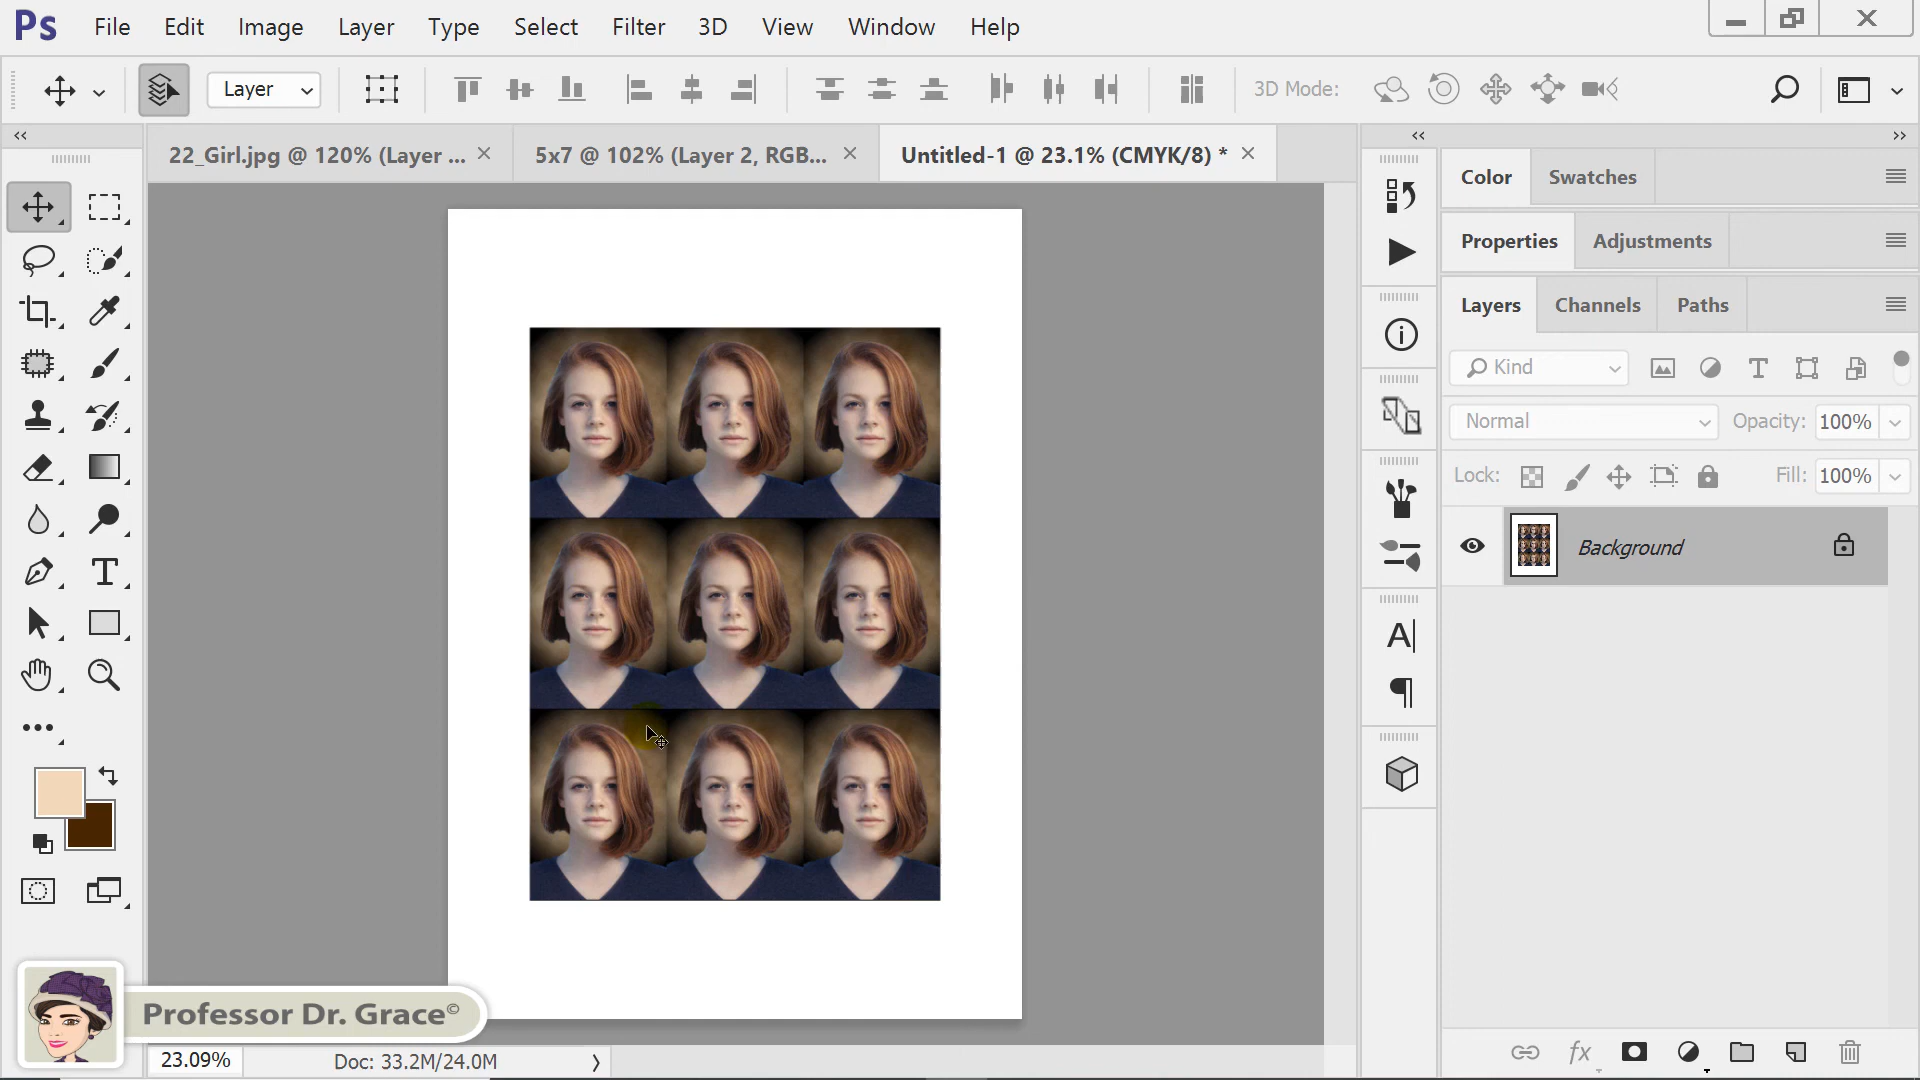 Ps File Edit Image Layer Type Select Filter 3D View Window Help
Layer 3D Mode:
22_Girl.jpg @ 120% (Layer ... 5x7 @ 102% (Layer 2, RGB... Untitled-1 @ 23.1% (CMYK/8) *
Color Swatches
Properties Adjustments
Layers Channels Paths
Kind
Normal Opacity: 100%
Lock: Fill: 100%
Background
Professor Dr. Grace©
23.09% Doc: 33.2M/24.0M